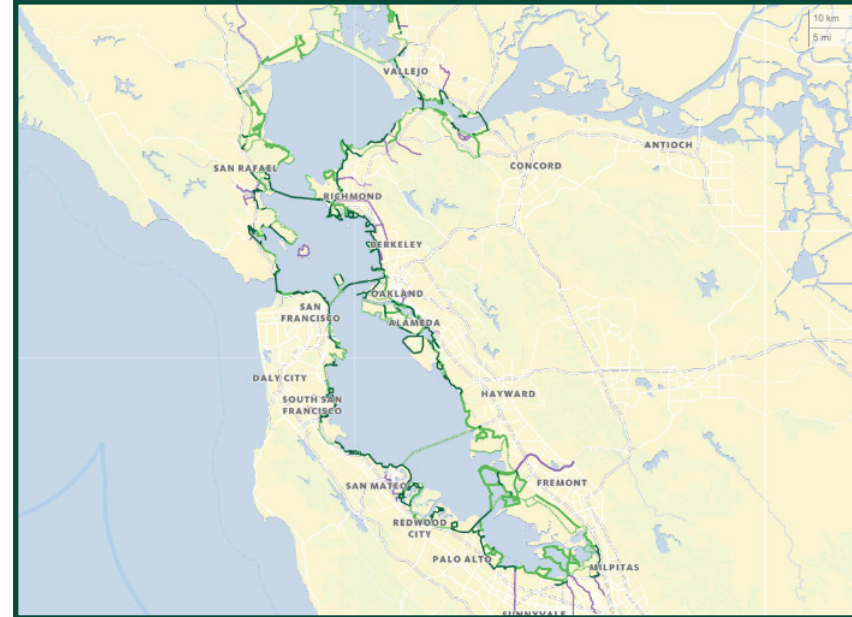 10 km
5 mi
VALLEJO
ANTIOCH
SAN RAFAEL
CONCORD
RICHMOND
BERKELEY
OAKLAND
SAN
FRANCISCO
ALAMEDA
DALY CITY
HAYWARD
SOUTH SAN
FRANCISCO
SAN MATEO
FREMONT
REDWOOD
CITY
PALO ALTO
MILPITAS
SUNNYVALE